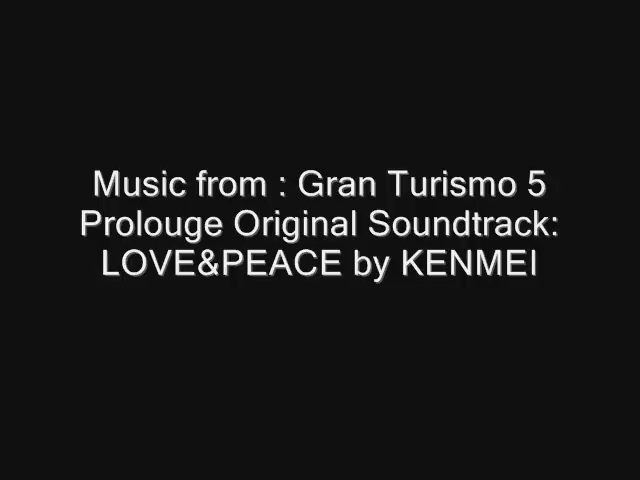 Music from : Gran Turismo 5
Prolouge Original Soundtrack:
LOVE&PEACE by KENMEI